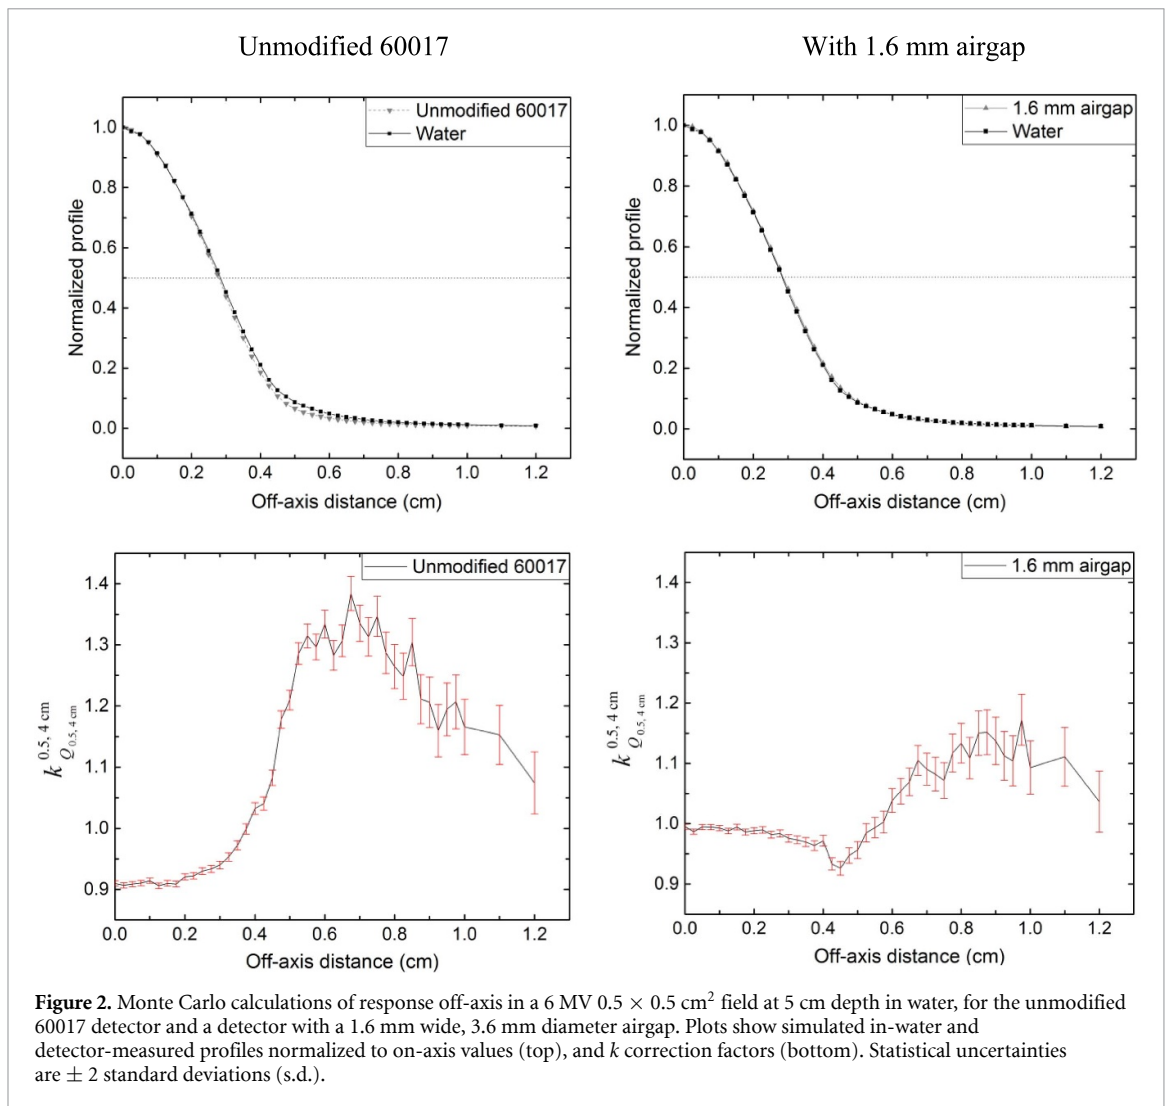 Unmodified 60017
With 1.6 mm airgap
Unmodified 60017
Water
1.0
0.8
0.6
0.4
0.2
0.0
Normalized profile
0.0 0.2 0.4 0.6 0.8 1.0 1.2
Off-axis distance (cm)
1.6 mm airgap
Water
1.0
0.8
0.6
0.4
0.2
0.0
Normalized profile
0.0 0.2 0.4 0.6 0.8 1.0 1.2
Off-axis distance (cm)
Unmodified 60017
1.4
1.3
1.2
1.1
1.0
0.9
k 0.5, 4 cm
Q 0.5, 4 cm
0.0 0.2 0.4 0.6 0.8 1.0 1.2
Off-axis distance (cm)
1.6 mm airgap
1.4
1.3
1.2
1.1
1.0
0.9
k 0.5, 4 cm
Q 0.5, 4 cm
0.0 0.2 0.4 0.6 0.8 1.0 1.2
Off-axis distance (cm)
Figure 2. Monte Carlo calculations of response off-axis in a 6 MV 0.5 × 0.5 cm² field at 5 cm depth in water, for the unmodified
60017 detector and a detector with a 1.6 mm wide, 3.6 mm diameter airgap. Plots show simulated in-water and
detector-measured profiles normalized to on-axis values (top), and k correction factors (bottom). Statistical uncertainties
are ± 2 standard deviations (s.d.).